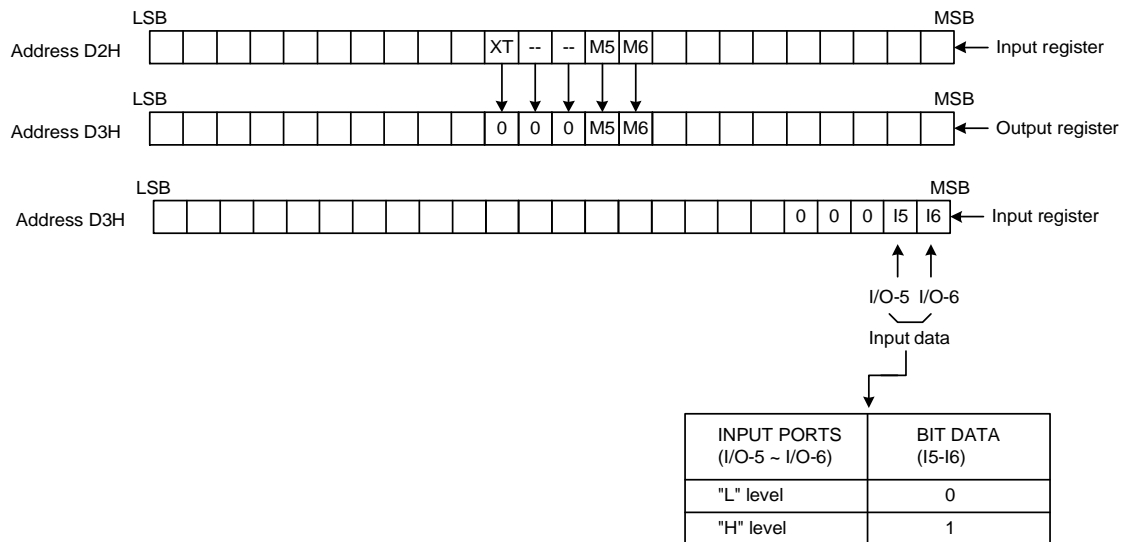 LSB MSB
Address D2H XT -- -- M5 M6 Input register
LSB MSB
Address D3H 0 0 0 M5 M6 Output register
LSB MSB
Address D3H 0 0 0 I5 I6 Input register
I/O-5 I/O-6
Input data
INPUT PORTS BIT DATA
(I/O-5 ~ I/O-6) (I5-I6)
"L" level 0
"H" level 1